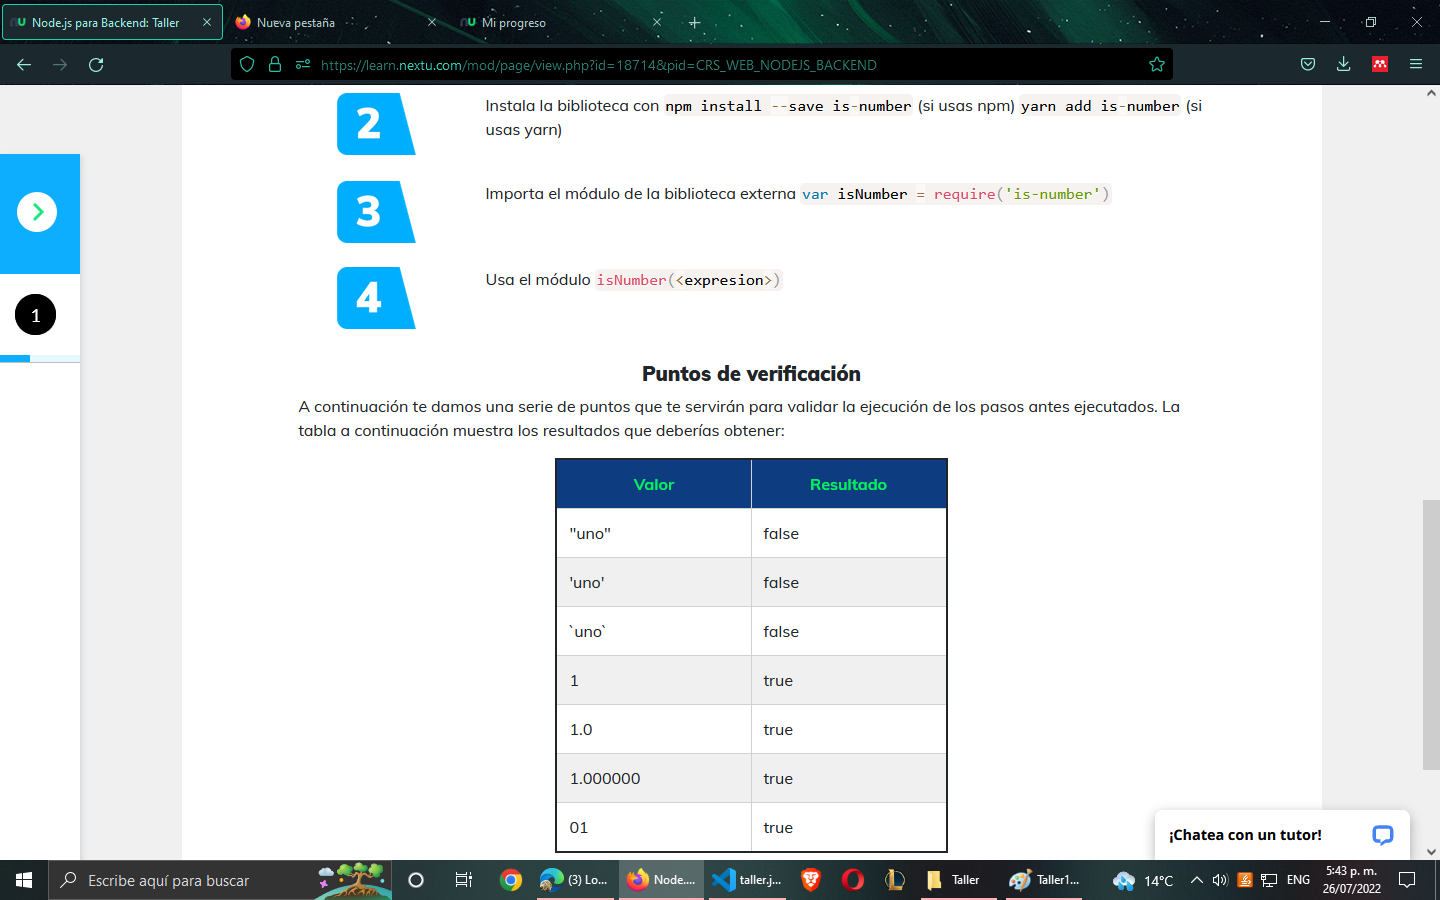 Node.js para Backend: Taller
Nueva pestaña
Mi progreso
https://learn.nextu.com/mod/page/view.php?id=18714&pid=CRS_WEB_NODEJS_BACKEND
2
Instala la biblioteca con npm install --save is-number (si usas npm) yarn add is-number (si
usas yarn)
3
Importa el módulo de la biblioteca externa var isNumber = require('is-number')
4
Usa el módulo isNumber(<expresion>)
1
Puntos de verificación
A continuación te damos una serie de puntos que te servirán para validar la ejecución de los pasos antes ejecutados. La
tabla a continuación muestra los resultados que deberías obtener:
Valor Resultado
"uno" false
'uno' false
`uno` false
1 true
1.0 true
1.000000 true
01 true
¡Chatea con un tutor!
Escribe aquí para buscar
(3) Lo...
Node....
taller.j...
Taller
Taller1...
14°C
ENG
5:43 p. m.
26/07/2022